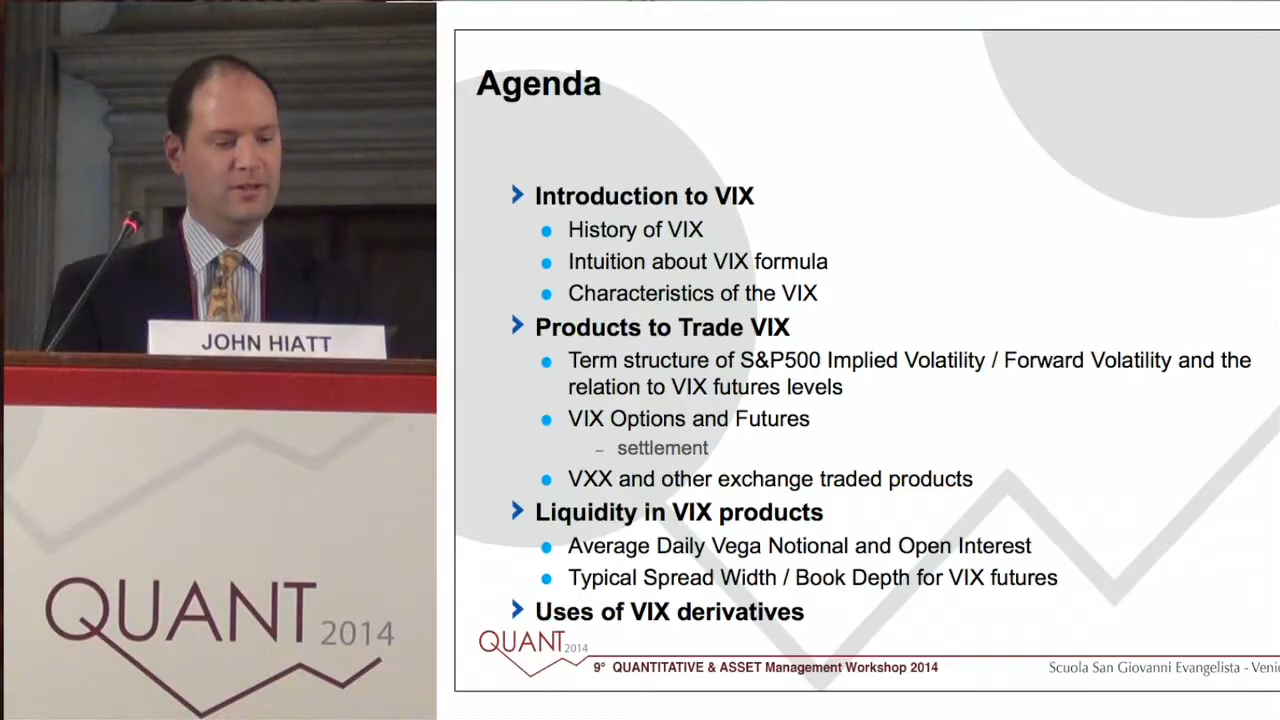 Agenda
Introduction to VIX
History of VIX
Intuition about VIX formula
Characteristics of the VIX
Products to Trade VIX
Term structure of S&P500 Implied Volatility / Forward Volatility and the
relation to VIX futures levels
VIX Options and Futures
– settlement
VXX and other exchange traded products
Liquidity in VIX products
Average Daily Vega Notional and Open Interest
Typical Spread Width / Book Depth for VIX futures
Uses of VIX derivatives
QUANT 2014
9° QUANTITATIVE & ASSET Management Workshop 2014
Scuola San Giovanni Evangelista - Veni
JOHN HIATT
QUANT 2014